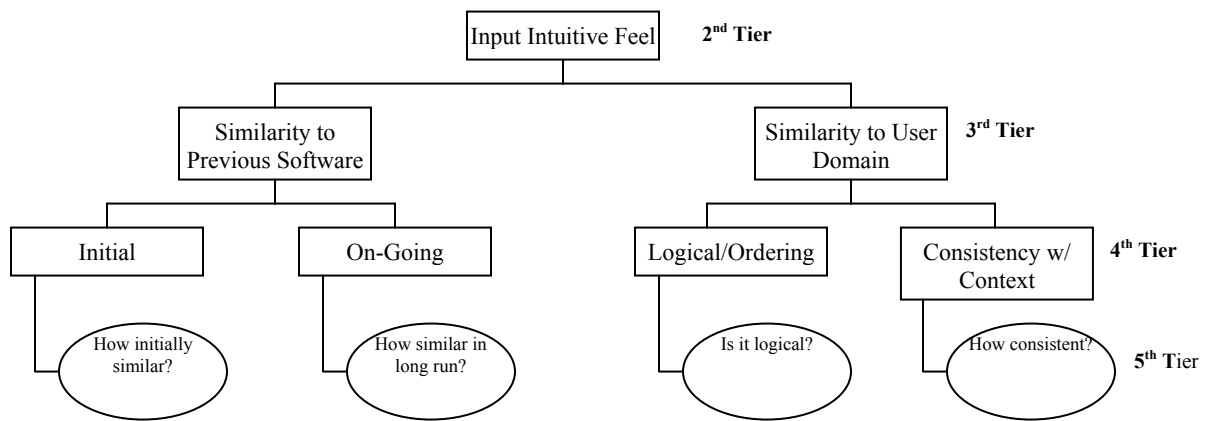 Input Intuitive Feel
2nd Tier
Similarity to
Previous Software
Similarity to User
Domain
3rd Tier
Initial
On-Going
Logical/Ordering
Consistency w/
Context
4th Tier
How initially
similar?
How similar in
long run?
Is it logical?
How consistent?
5th Tier